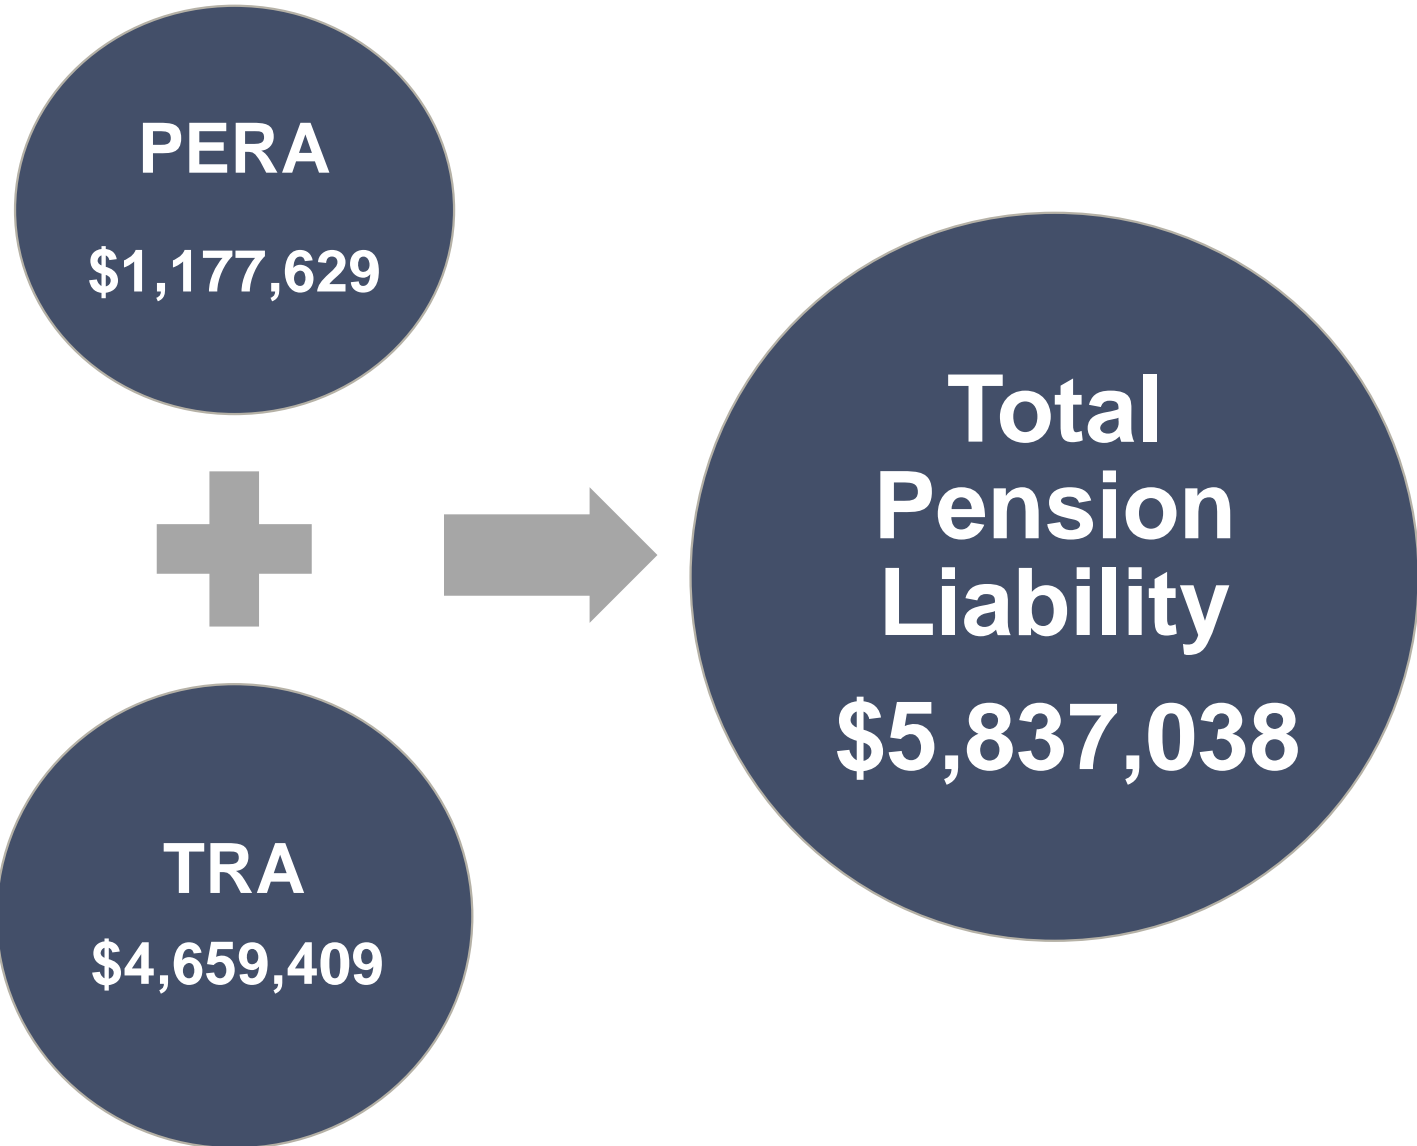 PERA
$1,177,629
TRA
$4,659,409
Total
Pension
Liability
$5,837,038